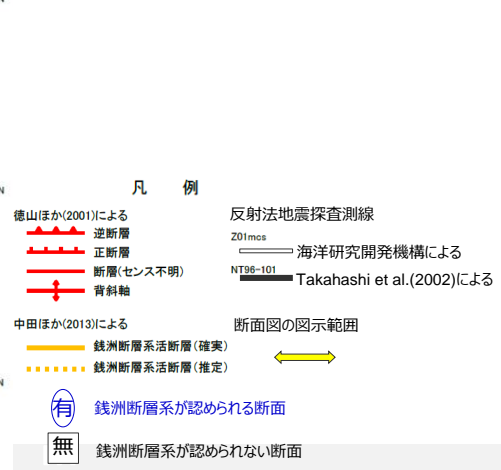 凡 例
徳山ほか(2001)による
逆断層
正断層
断層(センス不明)
背斜軸
反射法地震探査測線
Z01mcs
海洋研究開発機構による
NT96-101
Takahashi et al.(2002)による
中田ほか(2013)による
銭洲断層系活断層(確実)
銭洲断層系活断層(推定)
断面図の図示範囲
有 銭洲断層系が認められる断面
無 銭洲断層系が認められない断面